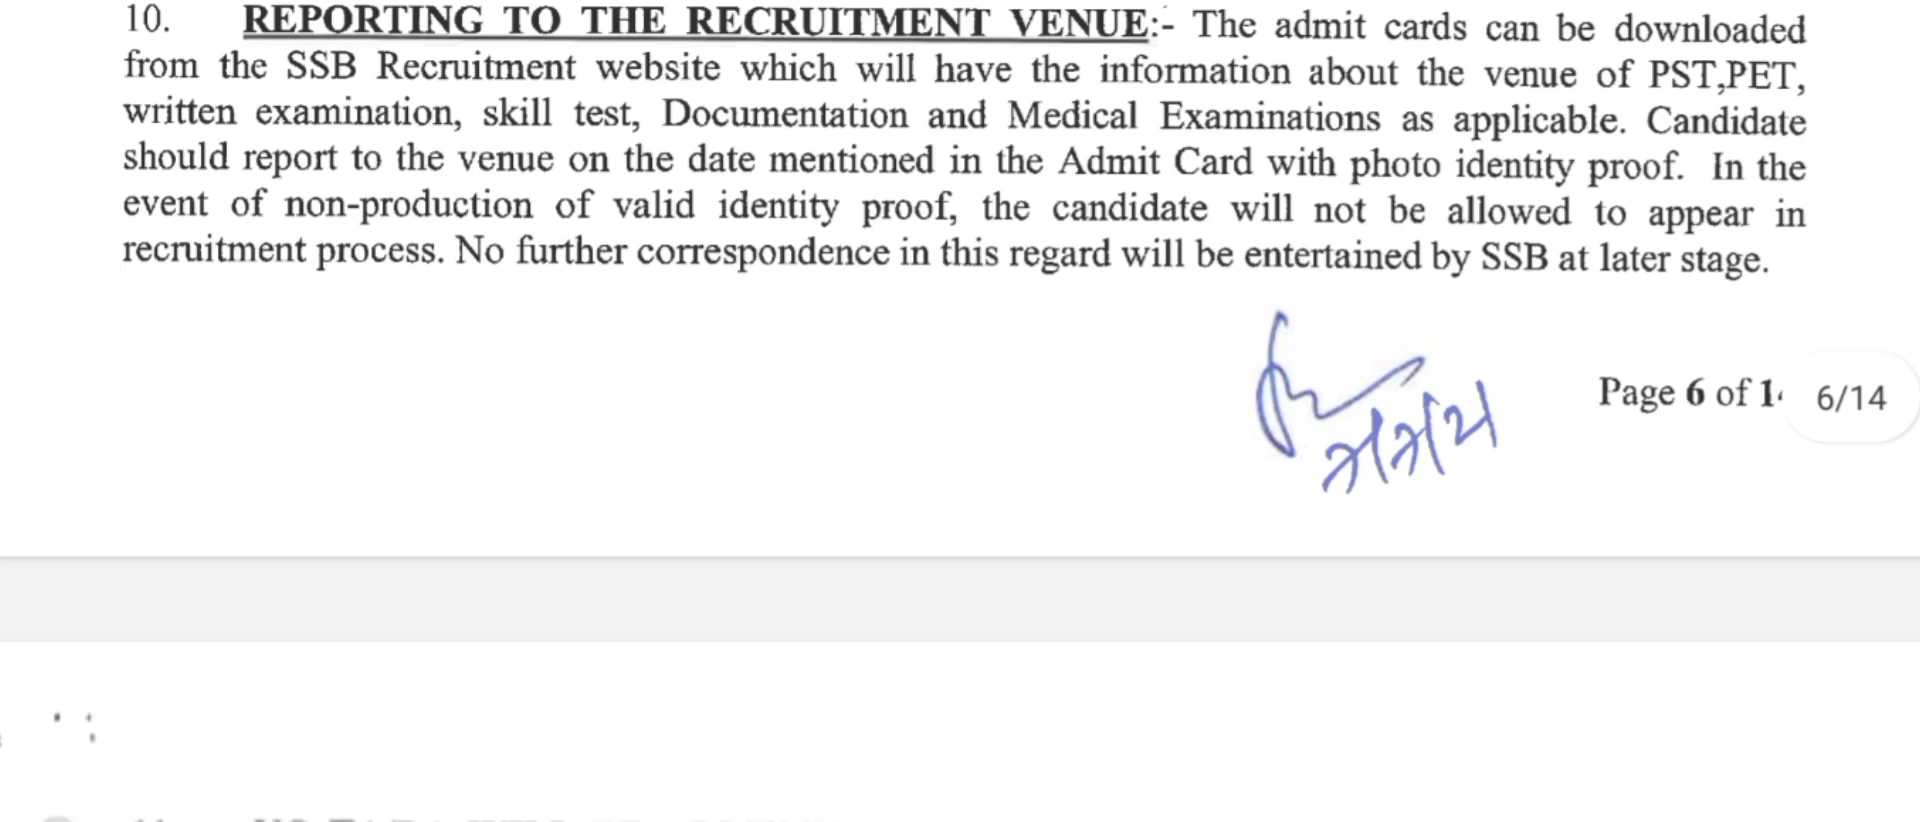 10. REPORTING TO THE RECRUITMENT VENUE:- The admit cards can be downloaded
from the SSB Recruitment website which will have the information about the venue of PST,PET,
written examination, skill test, Documentation and Medical Examinations as applicable. Candidate
should report to the venue on the date mentioned in the Admit Card with photo identity proof. In the
event of non-production of valid identity proof, the candidate will not be allowed to appear in
recruitment process. No further correspondence in this regard will be entertained by SSB at later stage.
Page 6 of 1
6/14